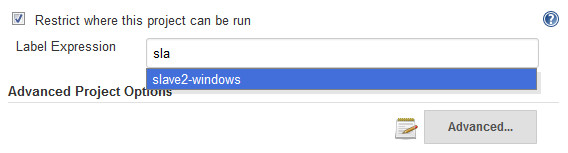 Restrict where this project can be run
Label Expression
sla
slave2-windows
Advanced Project Options
Advanced...